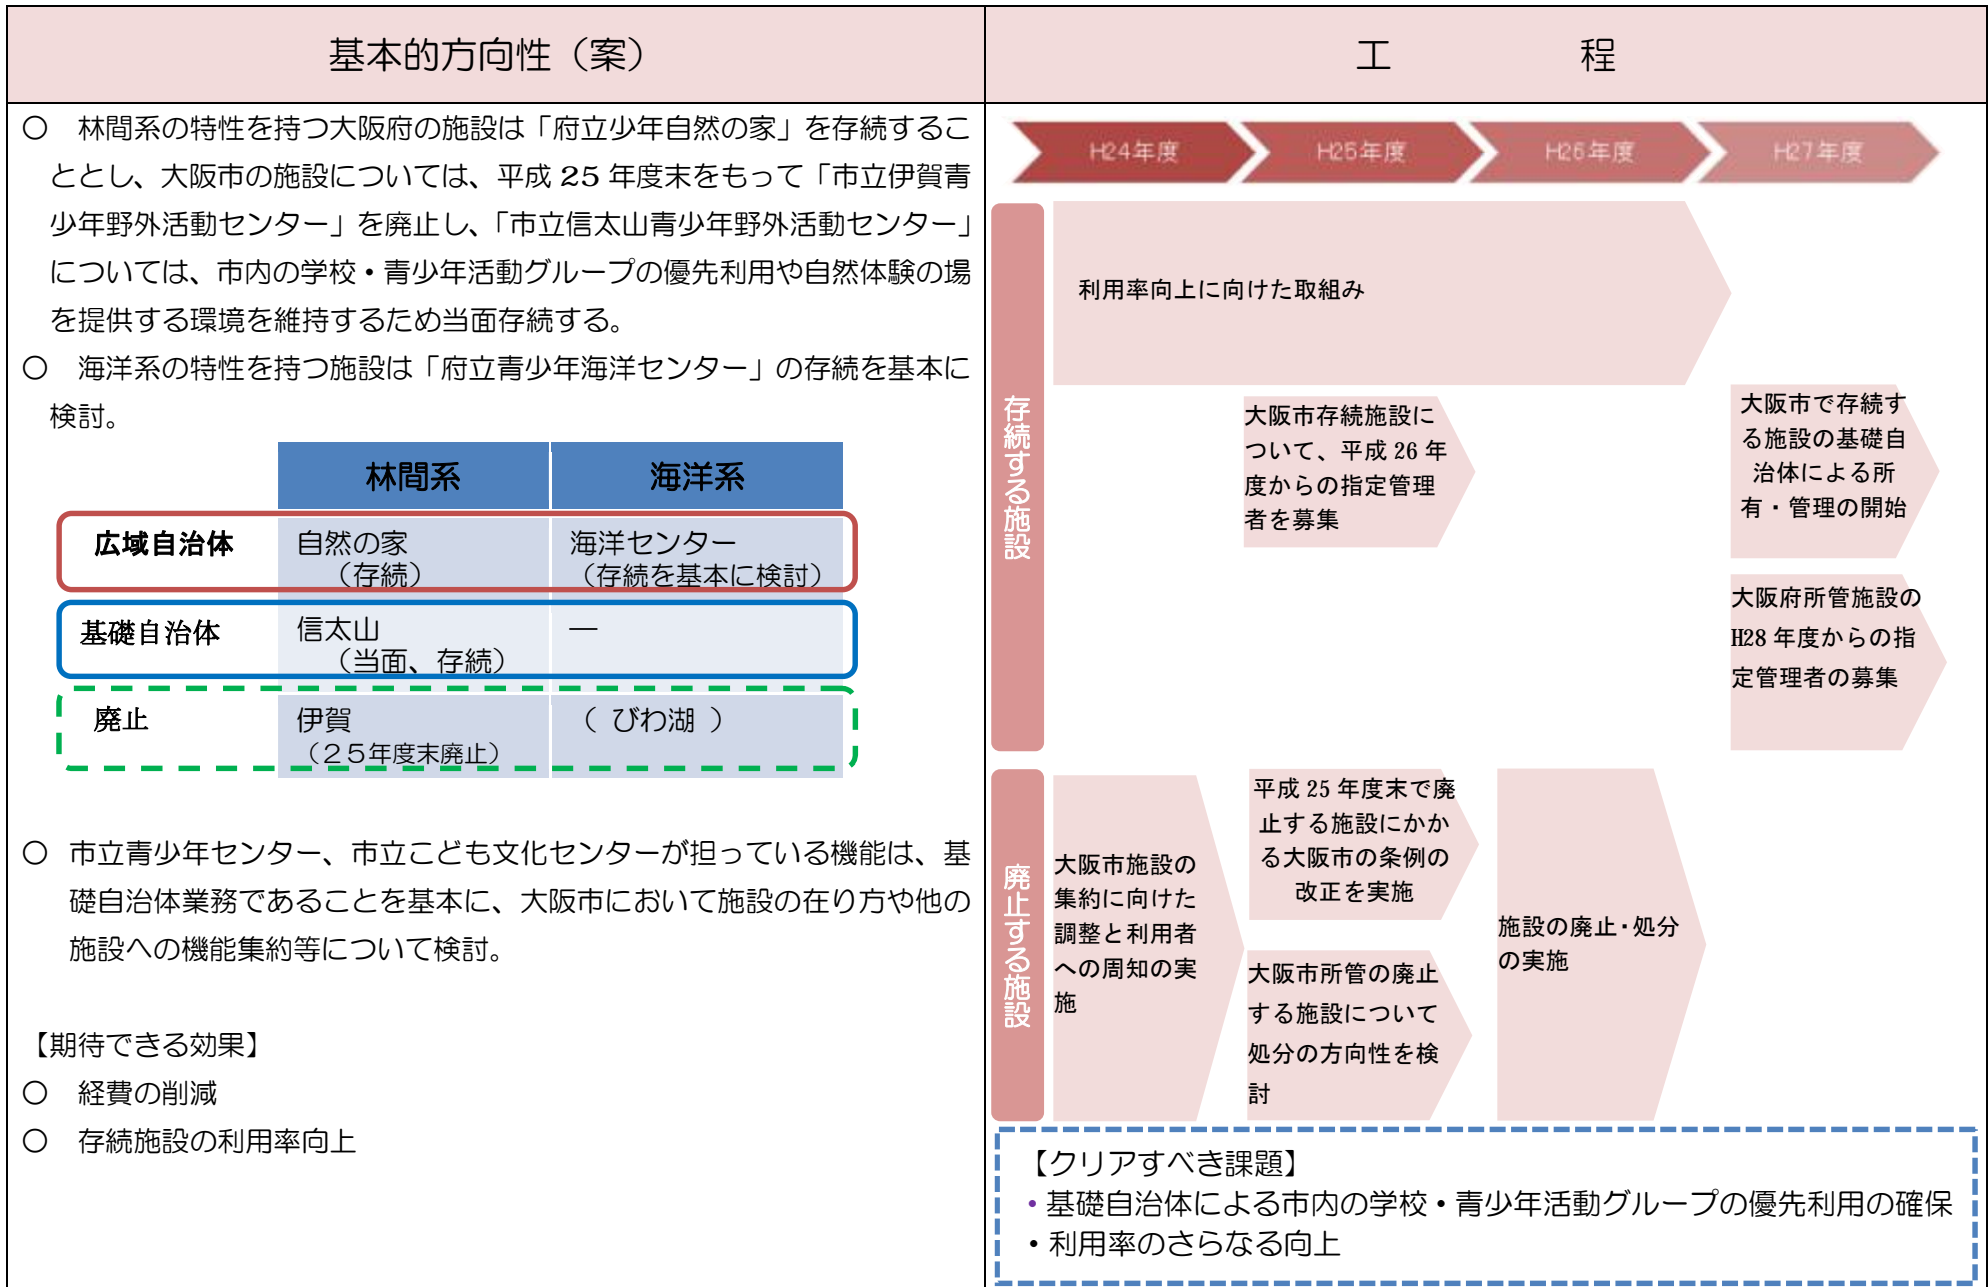 基本的方向性（案）
○　林間系の特性を持つ大阪府の施設は「府立少年自然の家」を存続するこ
ととし、大阪市の施設については、平成 25 年度末をもって「市立伊賀青
少年野外活動センター」を廃止し、「市立信太山青少年野外活動センター」
については、市内の学校・青少年活動グループの優先利用や自然体験の場
を提供する環境を維持するため当面存続する。
○　海洋系の特性を持つ施設は「府立青少年海洋センター」の存続を基本に
検討。
林間系　海洋系
広域自治体　自然の家　海洋センター
（存続）　（存続を基本に検討）
基礎自治体　信太山　―
（当面、存続）
廃止　伊賀　（ びわ湖 ）
（２５年度末廃止）
○　市立青少年センター、市立こども文化センターが担っている機能は、基
礎自治体業務であることを基本に、大阪市において施設の在り方や他の
施設への機能集約等について検討。
【期待できる効果】
○　経費の削減
○　存続施設の利用率向上
工　　程
H24年度　H25年度　H26年度　H27年度
存続する施設
利用率向上に向けた取組み
大阪市存続施設に
ついて、平成 26 年
度からの指定管理
者を募集
大阪市で存続す
る施設の基礎自
治体による所
有・管理の開始
大阪府所管施設の
H28 年度からの指
定管理者の募集
廃止する施設
大阪市施設の
集約に向けた
調整と利用者
への周知の実
施
平成 25 年度末で廃
止する施設にかか
る大阪市の条例の
改正を実施
大阪市所管の廃止
する施設について
処分の方向性を検
討
施設の廃止・処分
の実施
【クリアすべき課題】
・基礎自治体による市内の学校・青少年活動グループの優先利用の確保
・利用率のさらなる向上